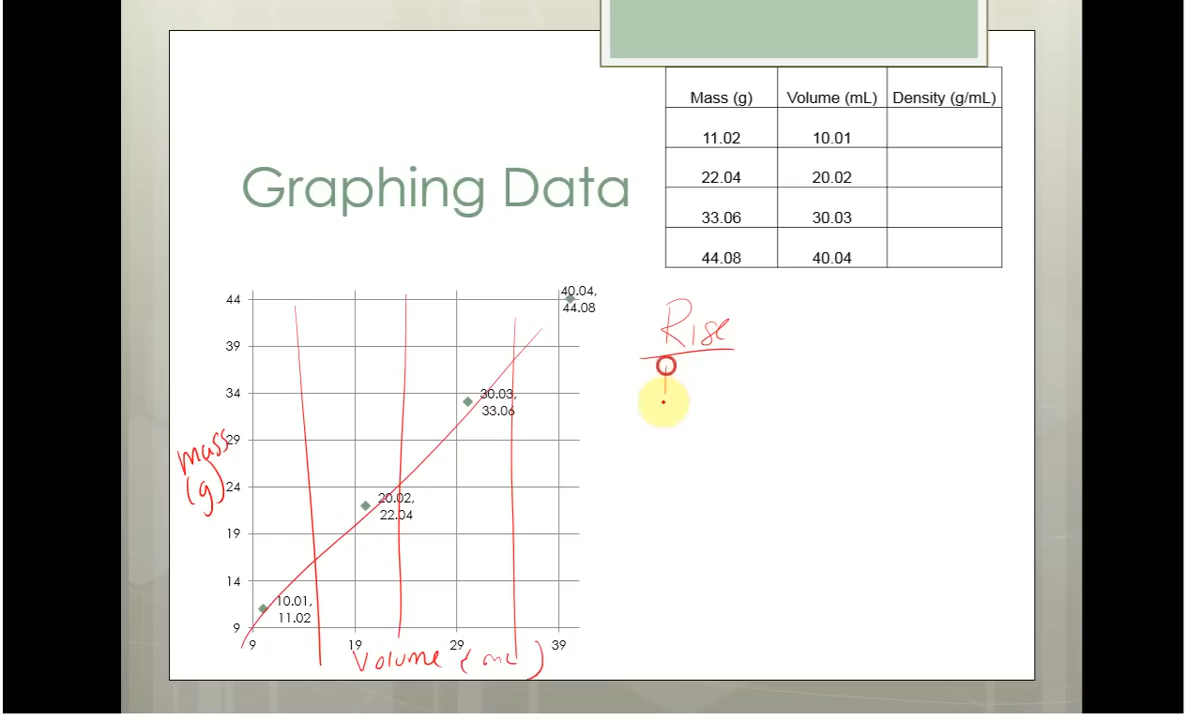 Mass (g) Volume (mL) Density (g/mL)
11.02 10.01
22.04 20.02
33.06 30.03
44.08 40.04
Graphing Data
44
39
34
29
24
19
14
9
9 19 29 39
40.04,
44.08
30.03,
33.06
20.02,
22.04
10.01,
11.02
mass
(g)
Volume (mL)
Rise